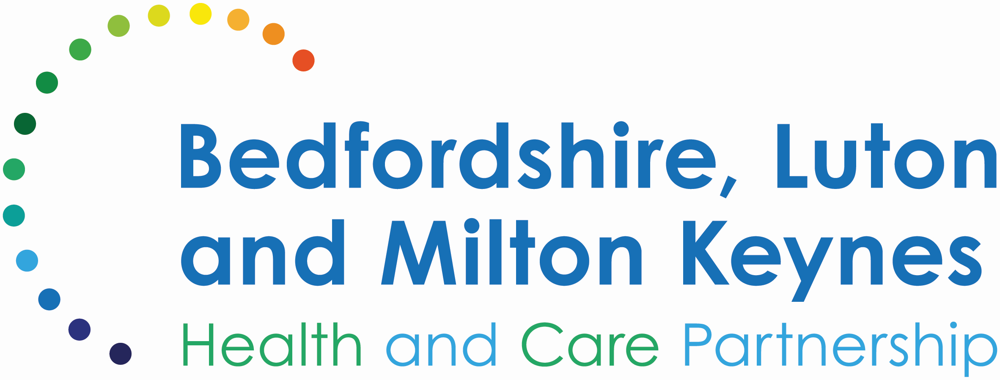 Bedfordshire, Luton
and Milton Keynes
Health and Care Partnership